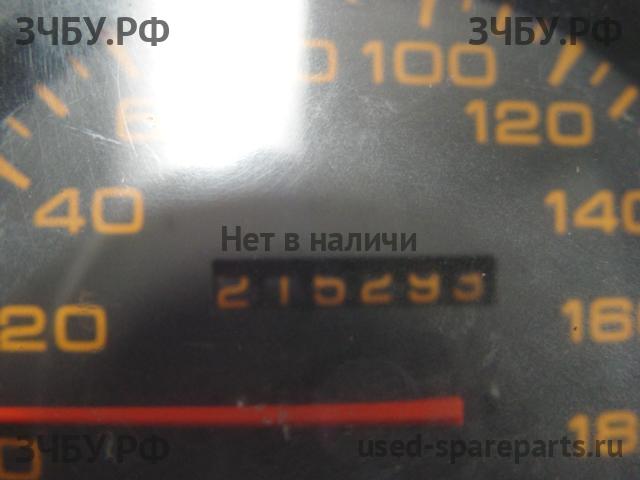 ЗЧБУ.РФ ЗЧБУ.РФ
100
120
40 140
Нет в наличи
215293
20
ЗЧБУ.РФ used-spareparts.ru